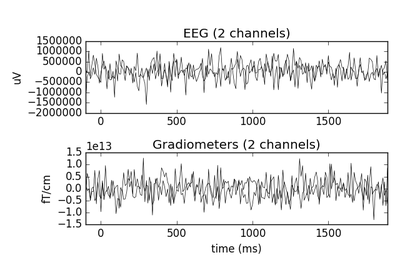 EEG (2 channels)
1500000
1000000
500000
0
−500000
−1000000
−1500000
−2000000
uV
0 500 1000 1500
Gradiometers (2 channels)
1e13
1.5
1.0
0.5
0.0
−0.5
−1.0
−1.5
fT/cm
0 500 1000 1500
time (ms)